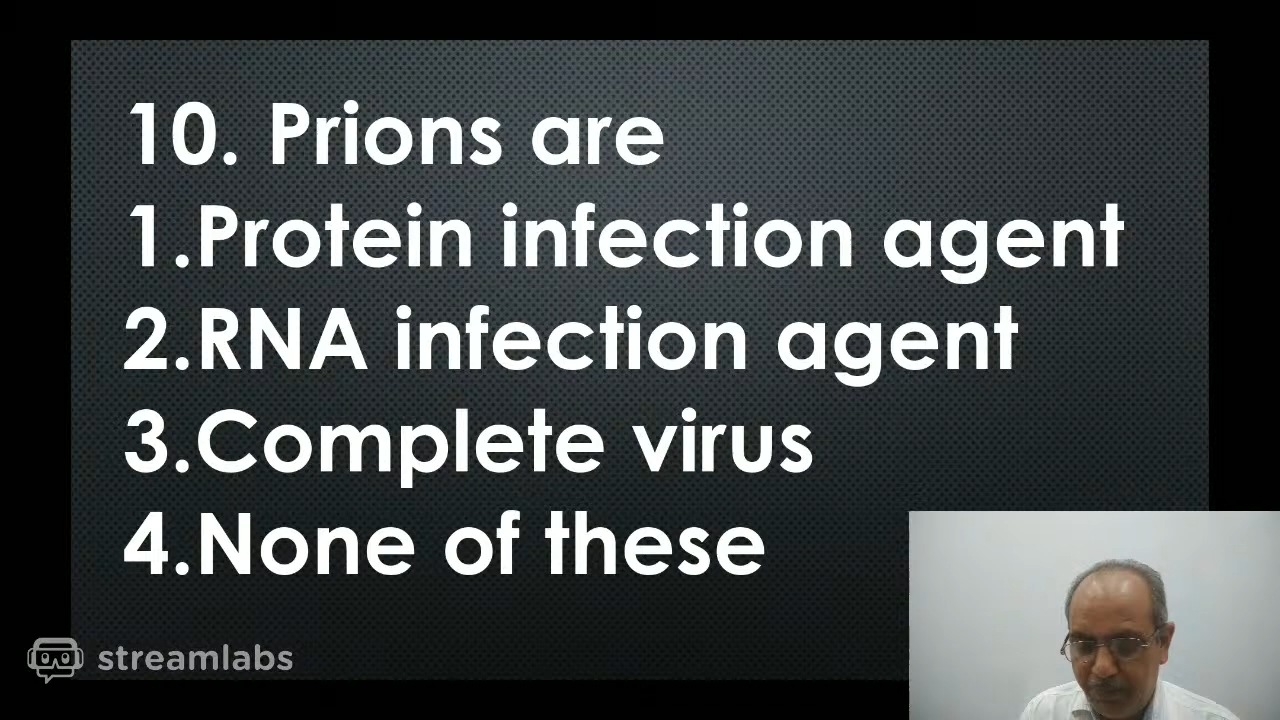 10. Prions are
1.Protein infection agent
2.RNA infection agent
3.Complete virus
4.None of these
streamlabs